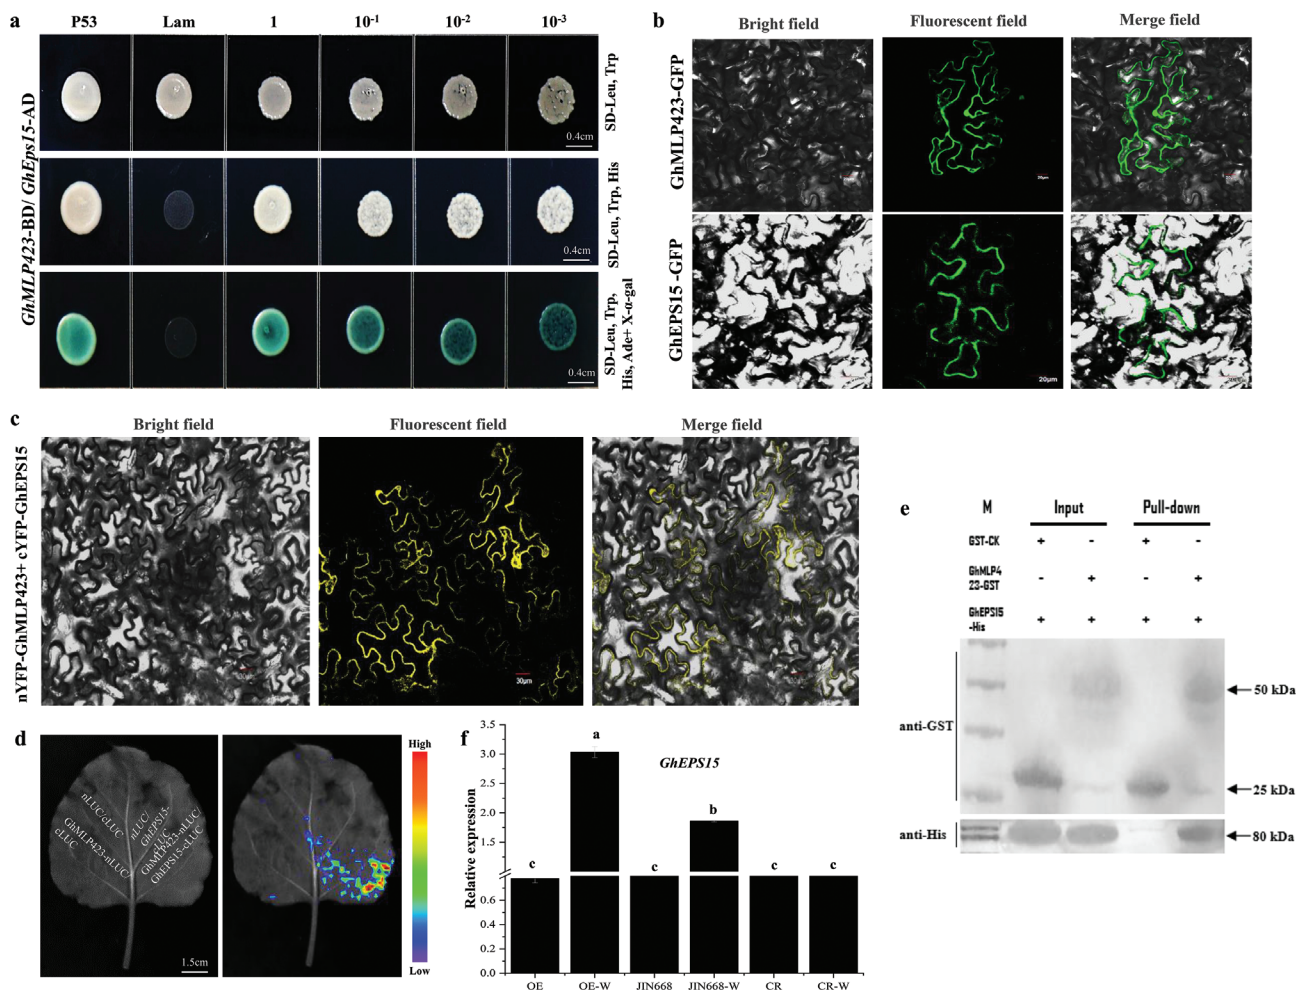 a
P53 Lam 1 10-1 10-2 10-3
GhMLP423-BD/ GhEps15-AD
SD-Leu, Trp
0.4cm
SD-Leu, Trp, His
0.4cm
SD-Leu, Trp,
His, Ade+ X-α-gal
0.4cm
b
Bright field Fluorescent field Merge field
GhMLP423-GFP
20μm
GhEPS15 -GFP
20μm
c
Bright field Fluorescent field Merge field
nYFP-GhMLP423+ cYFP-GhEPS15
30μm
d
nLUC/cLUC
nLUC/
GhEPS15-
cLUC
GhMLP423-nLUC/
cLUC
GhMLP423-nLUC/
GhEPS15-cLUC
1.5cm
High
Low
e
M Input Pull-down
GST-CK + - + -
GhMLP4
23-GST - + - +
GhEPS15
-His + + + +
anti-GST
50 kDa
25 kDa
anti-His
80 kDa
f
GhEPS15
Relative expression
3.5
3.0
2.5
2.0
1.5
0.6
0.4
0.2
0.0
c a c b c c
OE OE-W JIN668 JIN668-W CR CR-W